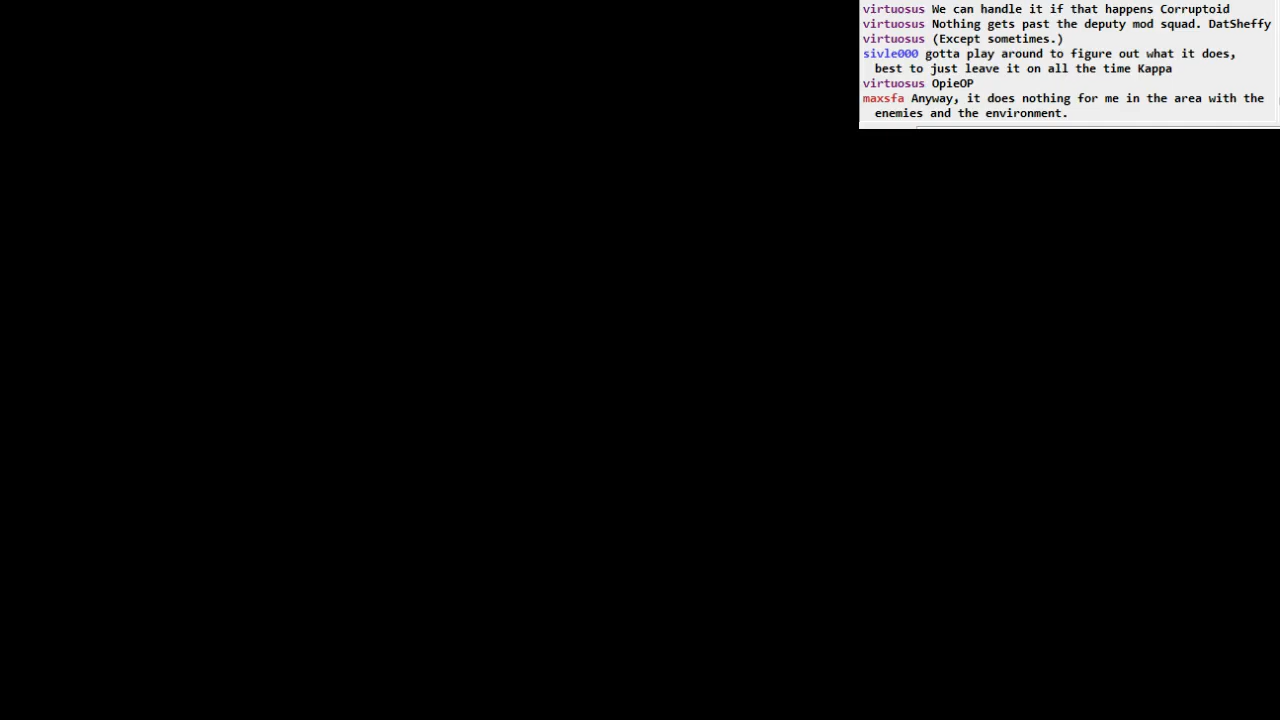 virtuosus We can handle it if that happens Corruptoid
virtuosus Nothing gets past the deputy mod squad. DatSheffy
virtuosus (Except sometimes.)
sivle000 gotta play around to figure out what it does,
best to just leave it on all the time Kappa
virtuosus OpieOP
maxsfa Anyway, it does nothing for me in the area with the
enemies and the environment.